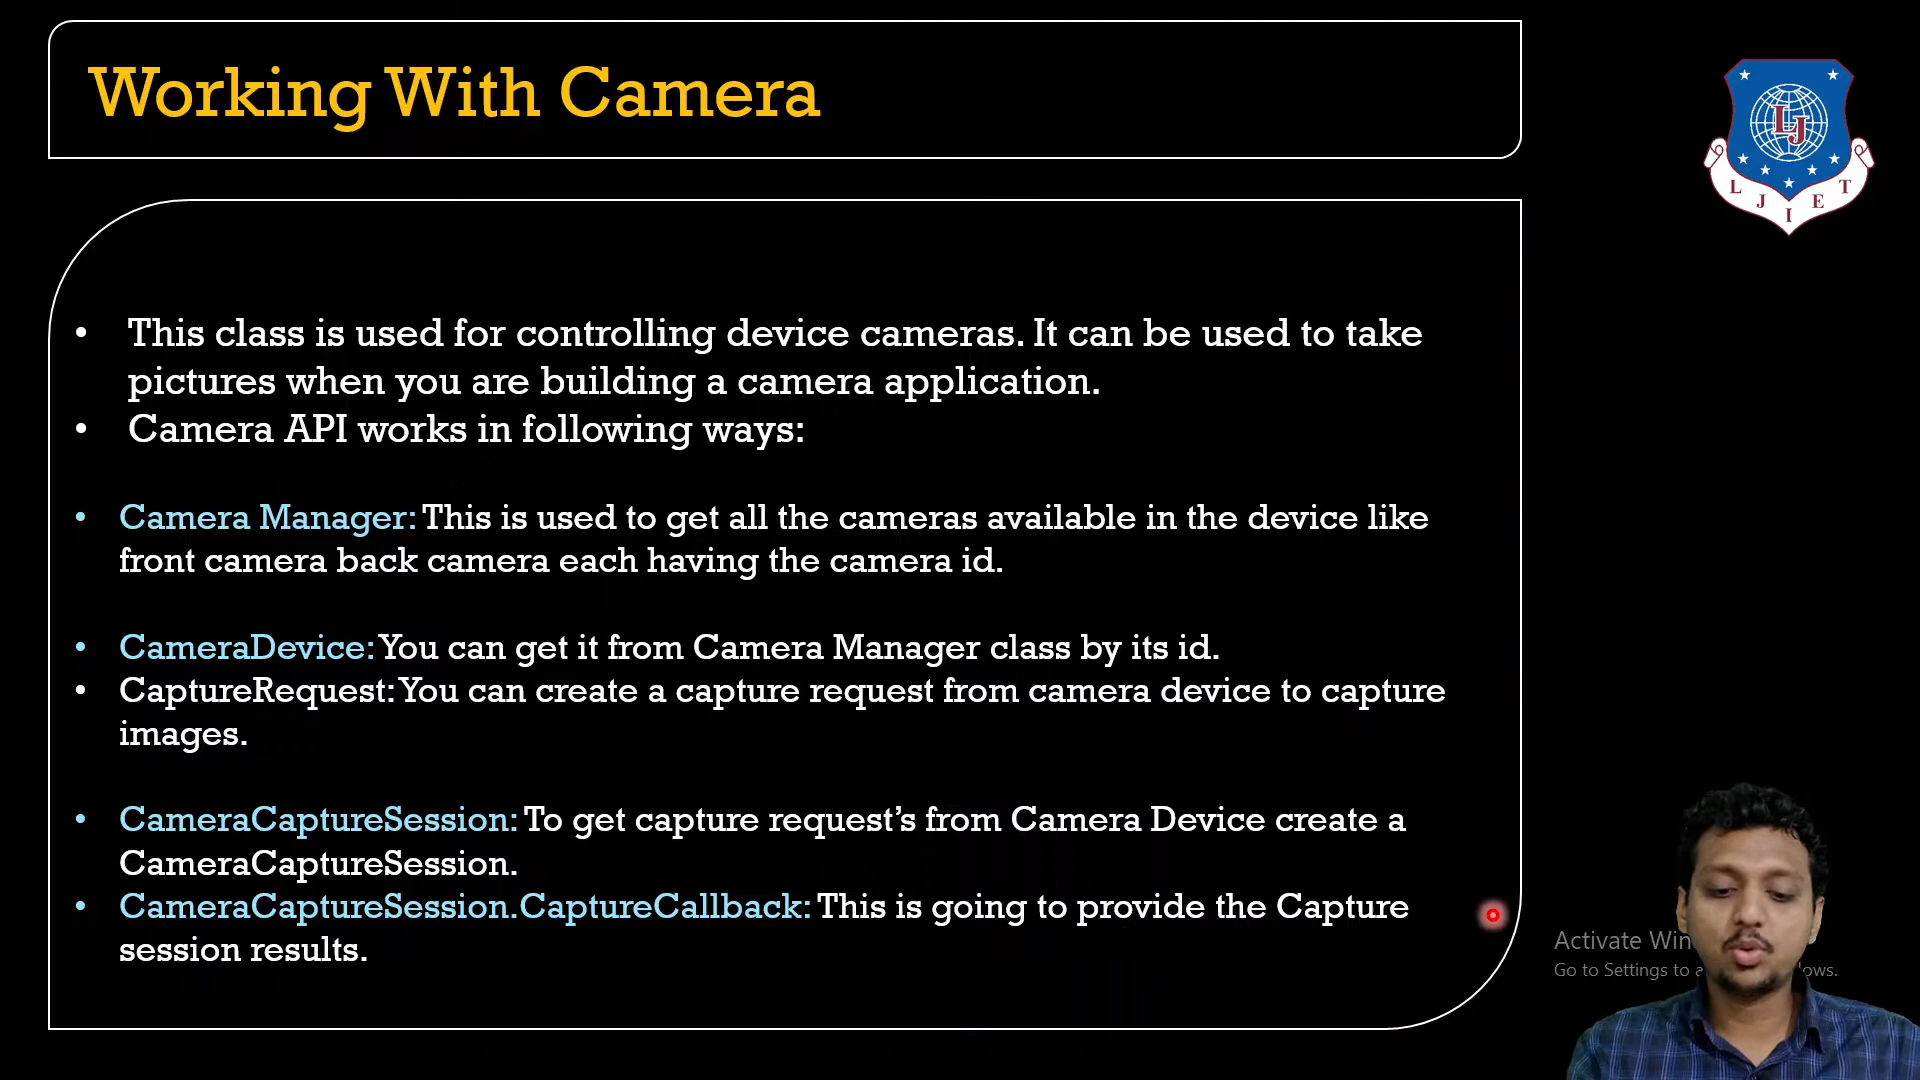 Working With Camera
LJ
L J I E T
• This class is used for controlling device cameras. It can be used to take
pictures when you are building a camera application.
• Camera API works in following ways:
• Camera Manager: This is used to get all the cameras available in the device like
front camera back camera each having the camera id.
• CameraDevice: You can get it from Camera Manager class by its id.
• CaptureRequest: You can create a capture request from camera device to capture
images.
• CameraCaptureSession: To get capture request’s from Camera Device create a
CameraCaptureSession.
• CameraCaptureSession.CaptureCallback: This is going to provide the Capture
session results.
Activate
Go to Settings to